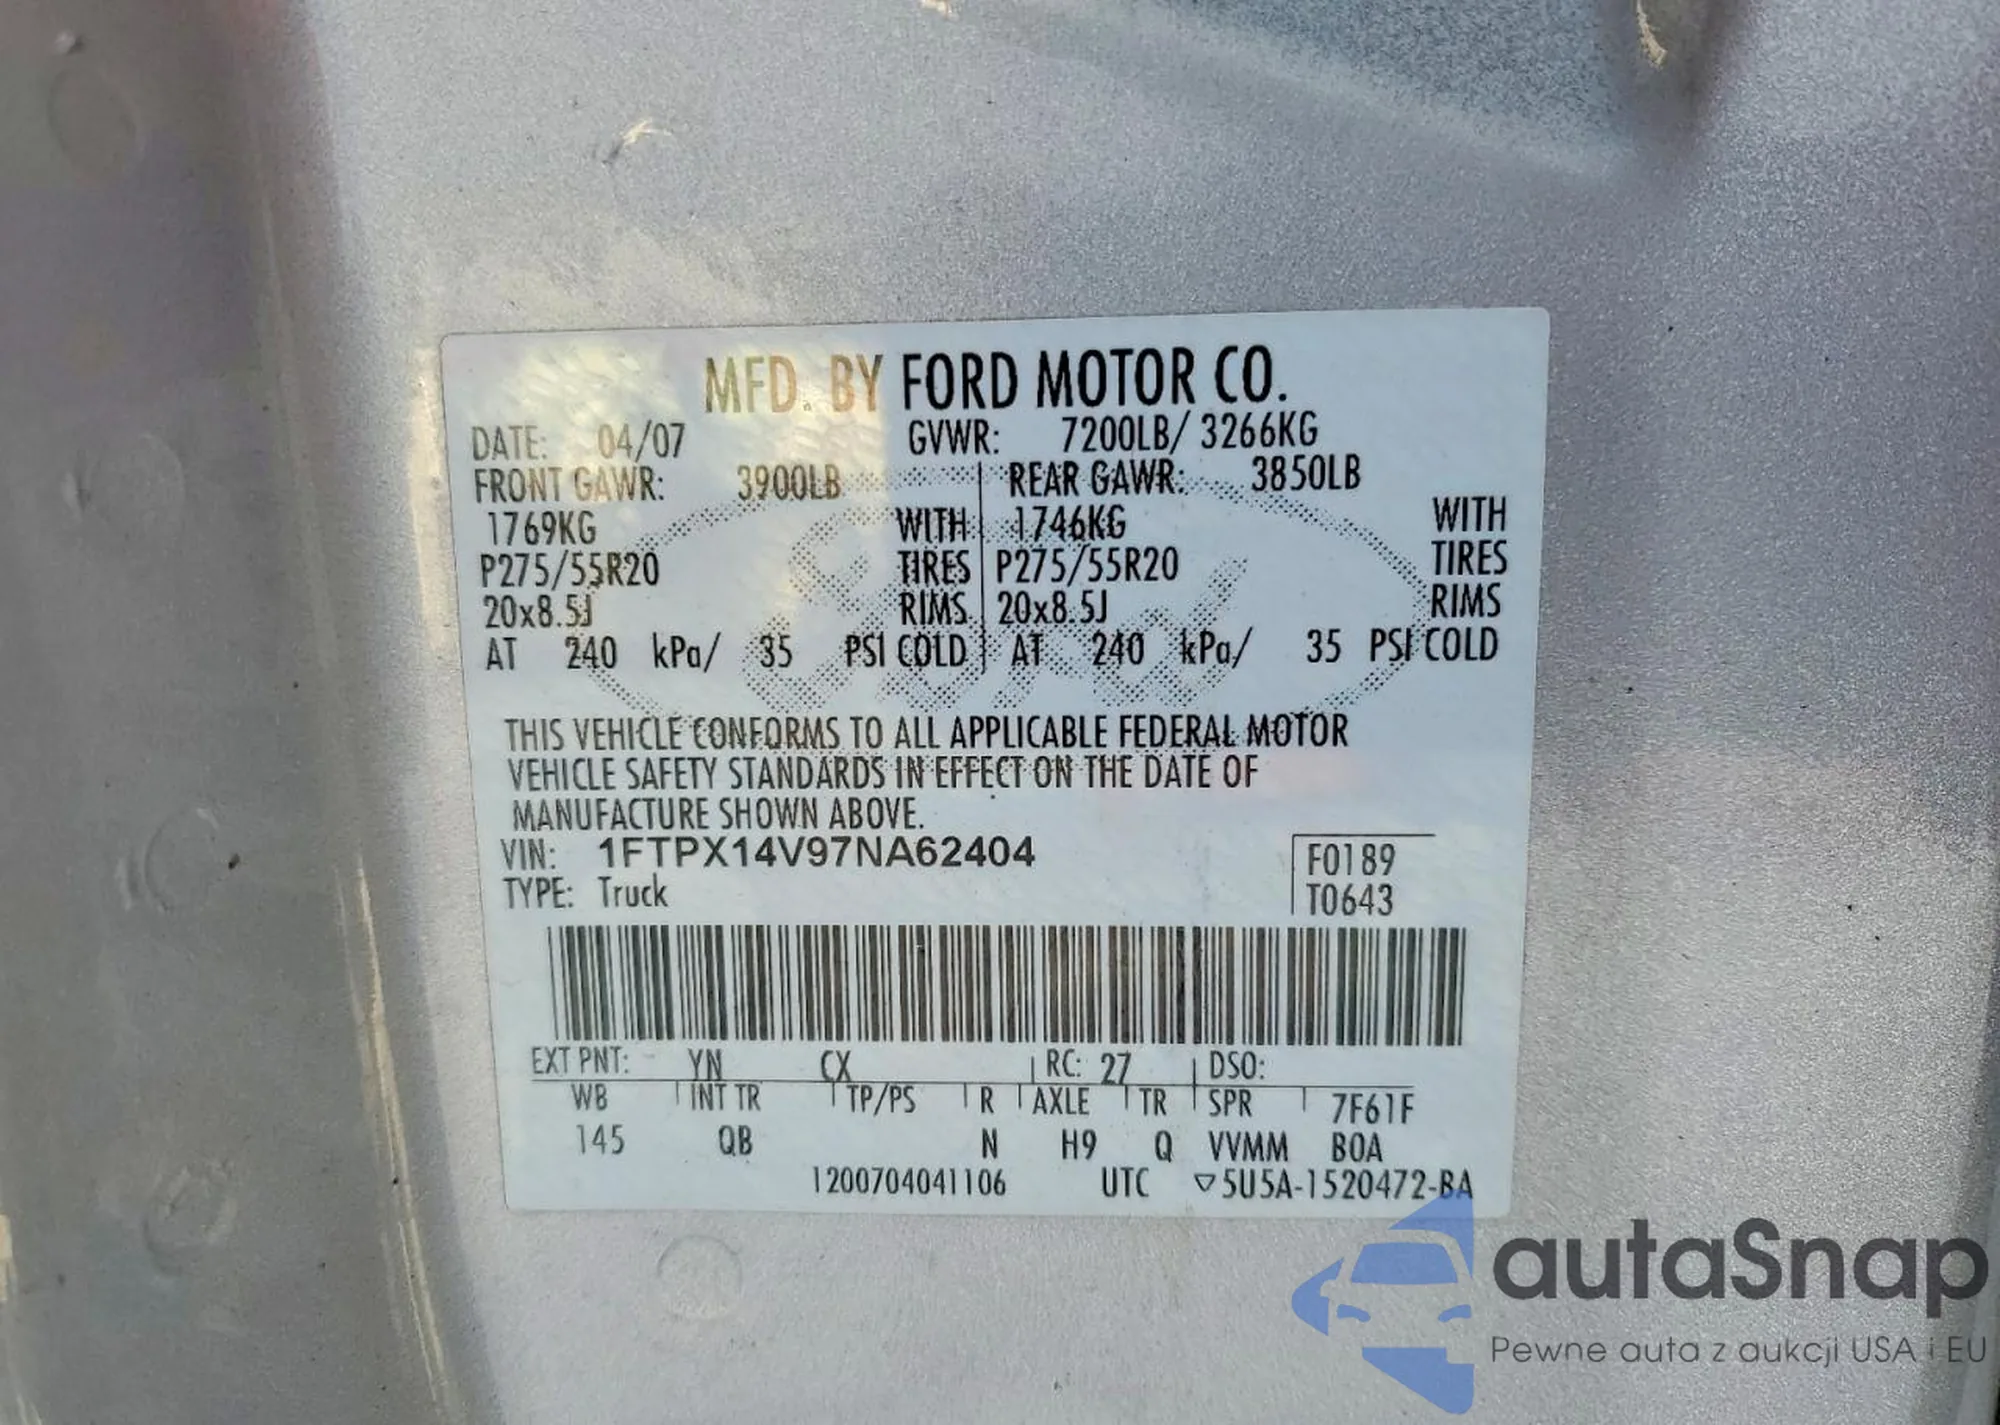 MFD. BY FORD MOTOR CO.
DATE: 04/07 GVWR: 7200LB/ 3266KG
FRONT GAWR: 3900LB REAR GAWR: 3850LB
1769KG WITH 1746KG WITH
P275/55R20 TIRES P275/55R20 TIRES
20x8.5J RIMS 20x8.5J RIMS
AT 240 kPa/ 35 PSI COLD AT 240 kPa/ 35 PSI COLD
THIS VEHICLE CONFORMS TO ALL APPLICABLE FEDERAL MOTOR
VEHICLE SAFETY STANDARDS IN EFFECT ON THE DATE OF
MANUFACTURE SHOWN ABOVE.
VIN: 1FTPX14V97NA62404 F0189
TYPE: Truck T0643
EXT PNT: YN CX RC: 27 DSO:
WB INT TR TP/PS R AXLE TR SPR 7F61F
145 QB N H9 Q VVMM B0A
1200704041106 UTC ▽5U5A-1520472-BA
autaSnap
Pewne auta z aukcji USA i EU